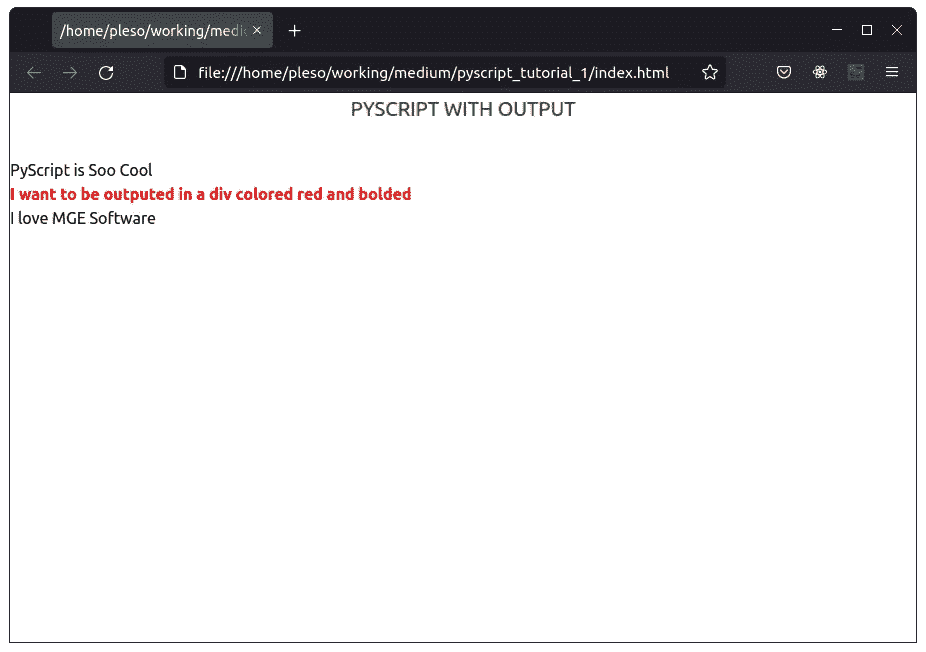 /home/pleso/working/medi
file:///home/pleso/working/medium/pyscript_tutorial_1/index.html
PYSCRIPT WITH OUTPUT
PyScript is Soo Cool
I want to be outputed in a div colored red and bolded
I love MGE Software